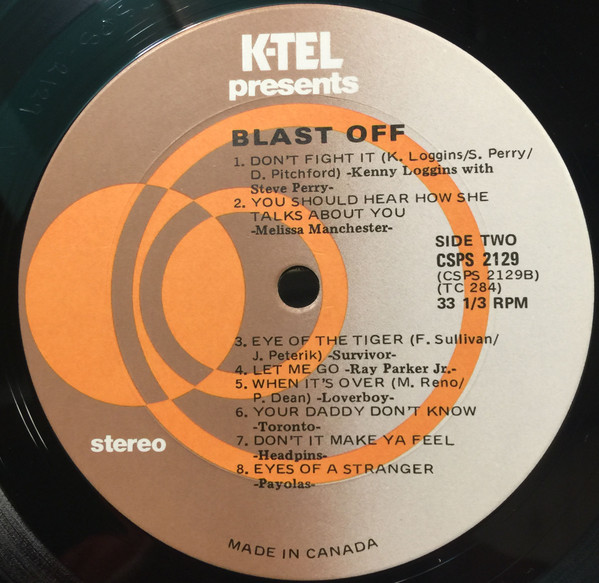 K-TEL
presents
BLAST OFF
1. DON'T FIGHT IT (K. Loggins/S. Perry/
D. Pitchford) -Kenny Loggins with
Steve Perry-
2. YOU SHOULD HEAR HOW SHE
TALKS ABOUT YOU
-Melissa Manchester-
SIDE TWO
CSPS 2129
(CSPS 2129B)
(TC 284)
33 1/3 RPM
3. EYE OF THE TIGER (F. Sullivan/
J. Peterik) -Survivor-
4. LET ME GO -Ray Parker Jr.-
5. WHEN IT'S OVER (M. Reno/
P. Dean) -Loverboy-
6. YOUR DADDY DON'T KNOW
-Toronto-
7. DON'T IT MAKE YA FEEL
-Headpins-
8. EYES OF A STRANGER
-Payolas-
stereo
MADE IN CANADA